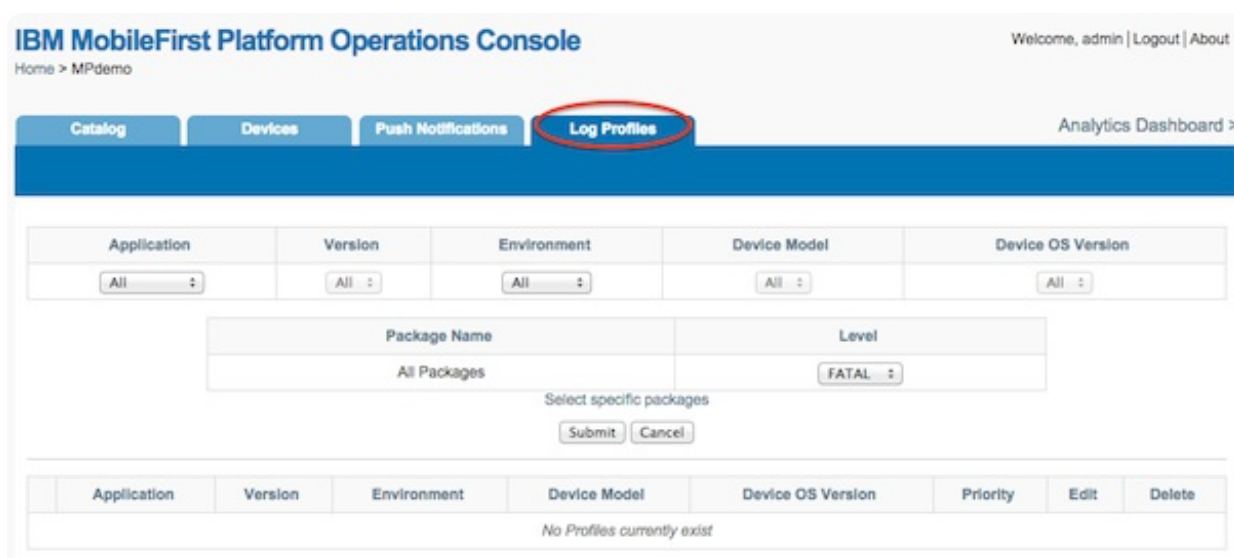 IBM MobileFirst Platform Operations Console
Welcome, admin | Logout | About
Home > MPdemo
Catalog Devices Push Notifications Log Profiles Analytics Dashboard >
Application Version Environment Device Model Device OS Version
All All All All All
Package Name Level
All Packages FATAL
Select specific packages
Submit Cancel
Application Version Environment Device Model Device OS Version Priority Edit Delete
No Profiles currently exist